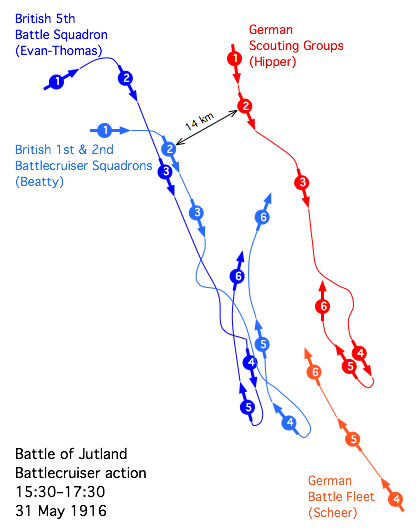 British 5th
Battle Squadron
(Evan-Thomas)
German
Scouting Groups
(Hipper)
1
2
1
2
14 km
1
2
British 1st & 2nd
Battlecruiser Squadrons
(Beatty)
3
3
3
6
6
6
5
4
4
5
6
5
4
5
4
Battle of Jutland
Battlecruiser action
15:30–17:30
31 May 1916
German
Battle Fleet
(Scheer)